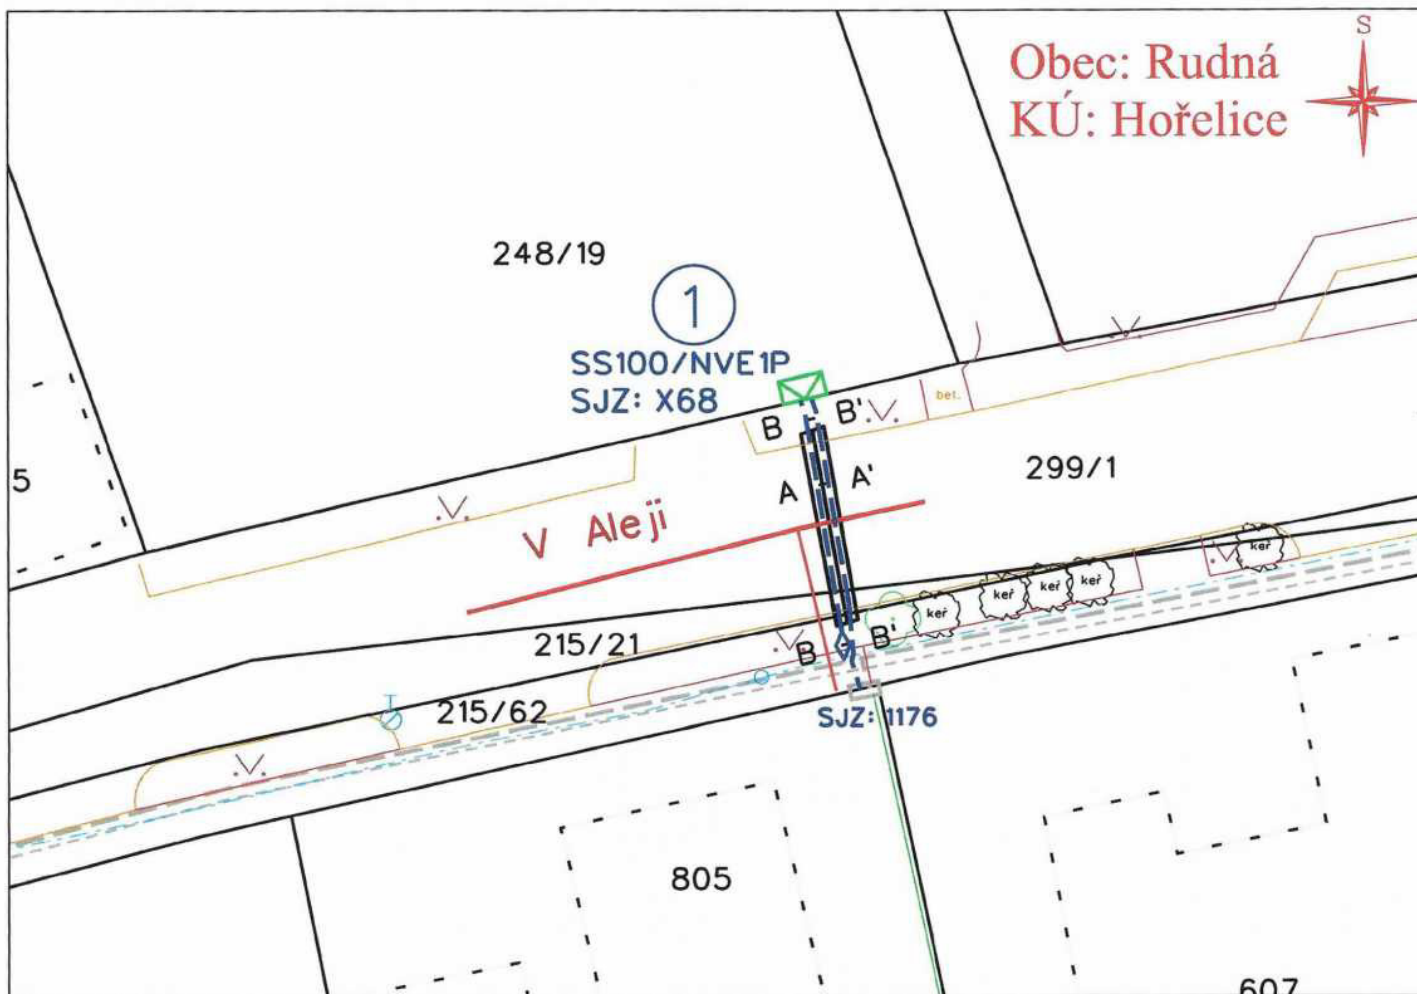 S
Obec: Rudná
KÚ: Hořelice
248/19
1
SS100/NVE1P
SJZ: X68
B
B'
bet.
5
A
A'
299/1
V Aleji
keř
keř
keř
keř
keř
215/21
B
B'
215/62
SJZ: 1176
805
607